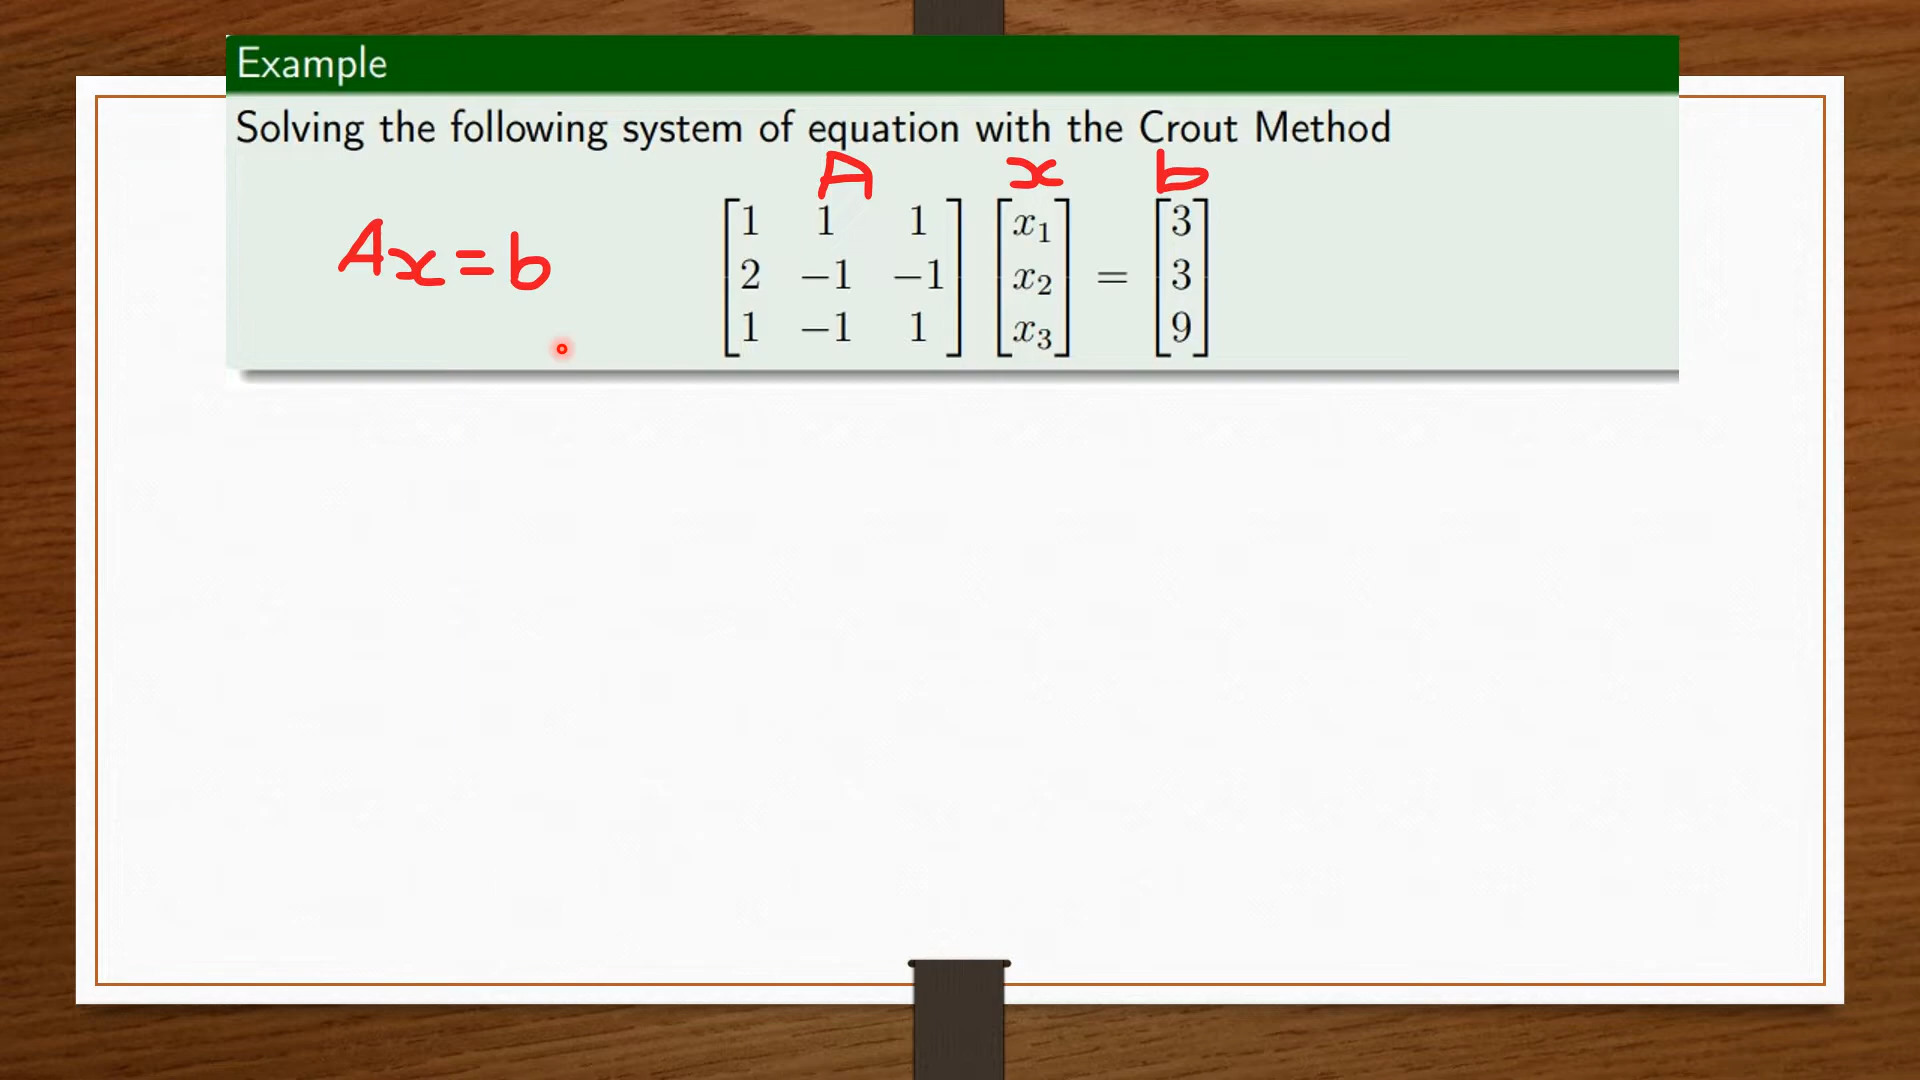 Example
Solving the following system of equation with the Crout Method
A x b
Ax=b
1 1 1 x1 3
2 −1 −1 x2 = 3
1 −1 1 x3 9